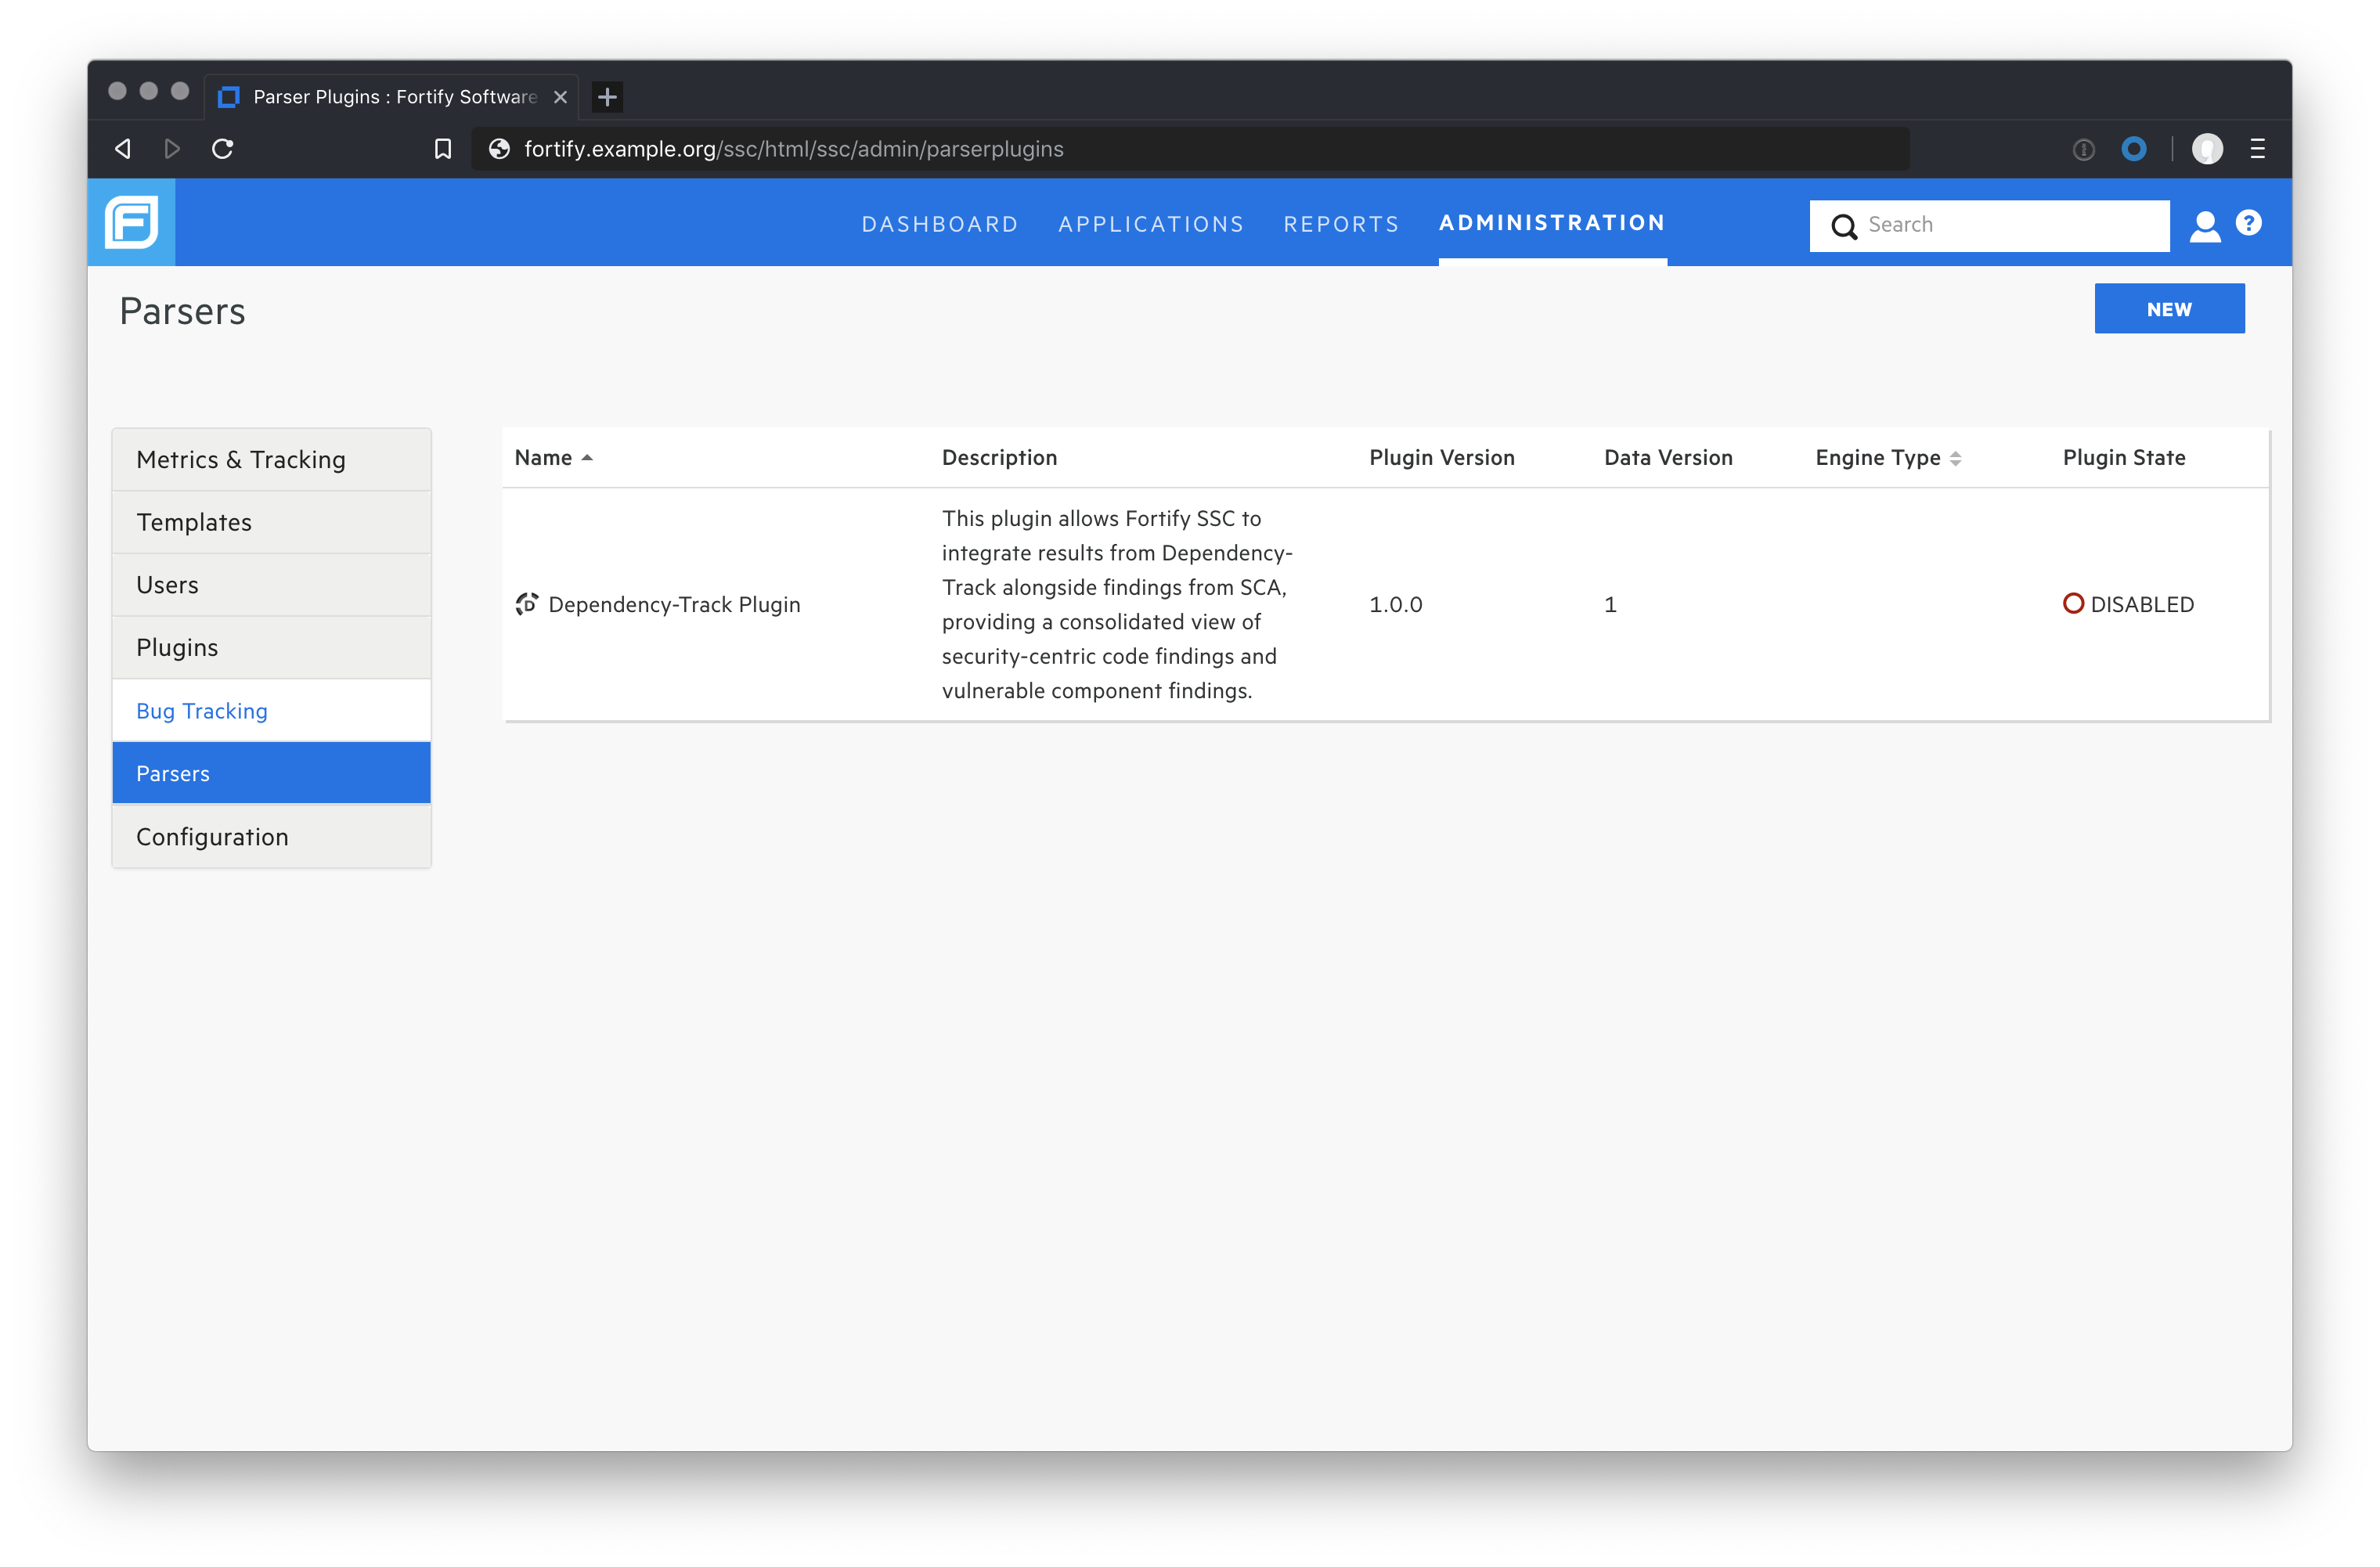 Parser Plugins : Fortify Software
fortify.example.org/ssc/html/ssc/admin/parserplugins
DASHBOARD APPLICATIONS REPORTS ADMINISTRATION Search
Parsers
NEW
Metrics & Tracking
Templates
Users
Plugins
Bug Tracking
Parsers
Configuration
Name Description Plugin Version Data Version Engine Type Plugin State
Dependency-Track Plugin
This plugin allows Fortify SSC to
integrate results from Dependency-
Track alongside findings from SCA,
providing a consolidated view of
security-centric code findings and
vulnerable component findings.
1.0.0
1
DISABLED